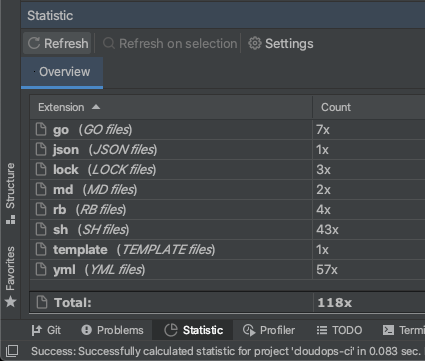 Statistic
Refresh Refresh on selection Settings
Overview
Extension Count
go (GO files) 7x
json (JSON files) 1x
lock (LOCK files) 3x
md (MD files) 2x
rb (RB files) 4x
sh (SH files) 43x
template (TEMPLATE files) 1x
yml (YML files) 57x
Total: 118x
Structure
Favorites
Git Problems Statistic Profiler TODO Termi
Success: Successfully calculated statistic for project 'cloudops-ci' in 0.083 sec.